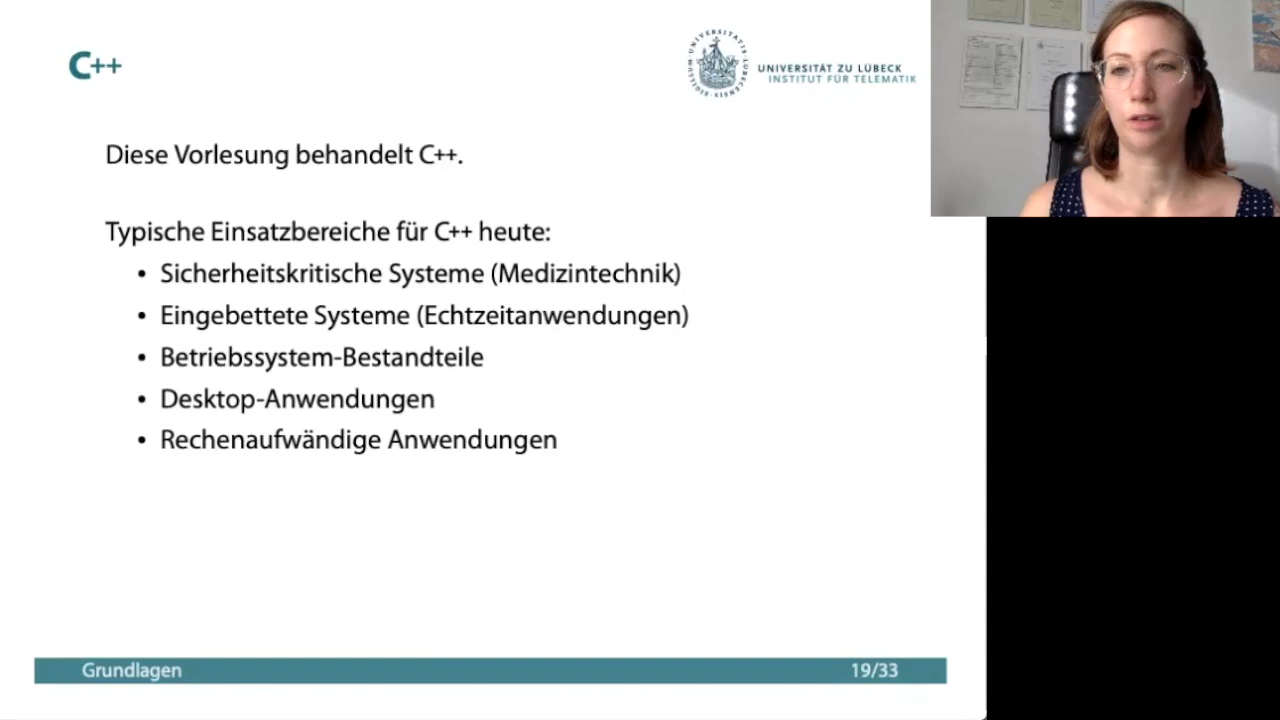 C++
UNIVERSITÄT ZU LÜBECK
INSTITUT FÜR TELEMATIK
Diese Vorlesung behandelt C++.
Typische Einsatzbereiche für C++ heute:
• Sicherheitskritische Systeme (Medizintechnik)
• Eingebettete Systeme (Echtzeitanwendungen)
• Betriebssystem-Bestandteile
• Desktop-Anwendungen
• Rechenaufwändige Anwendungen
Grundlagen 19/33